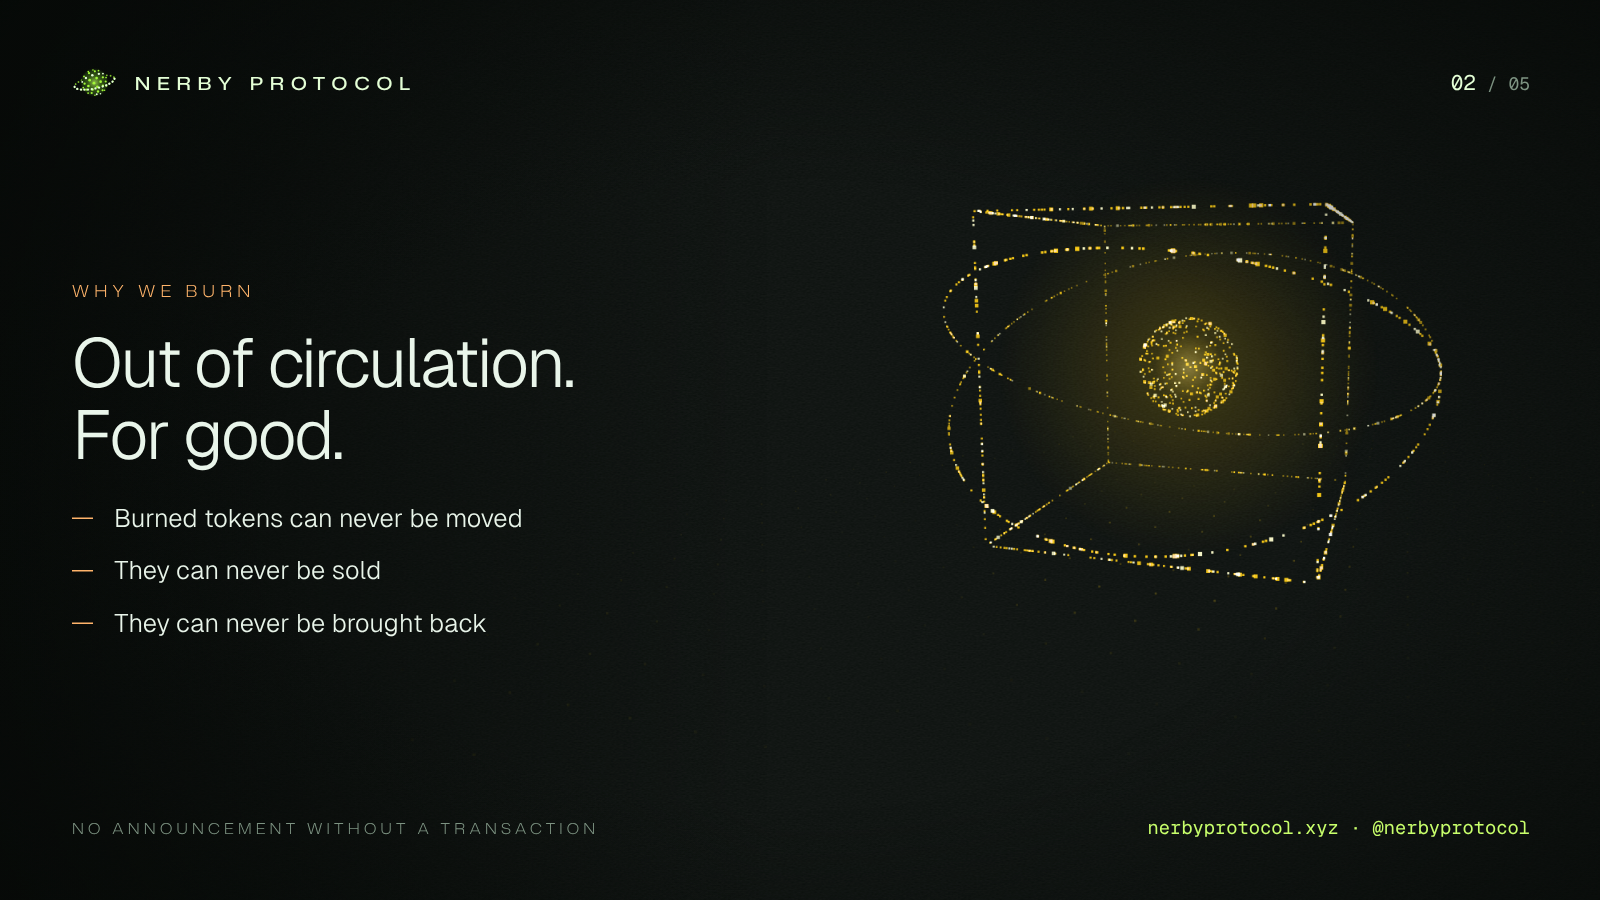 NERBY PROTOCOL
02 / 05
WHY WE BURN
Out of circulation.
For good.
— Burned tokens can never be moved
— They can never be sold
— They can never be brought back
NO ANNOUNCEMENT WITHOUT A TRANSACTION
nerbyprotocol.xyz · @nerbyprotocol